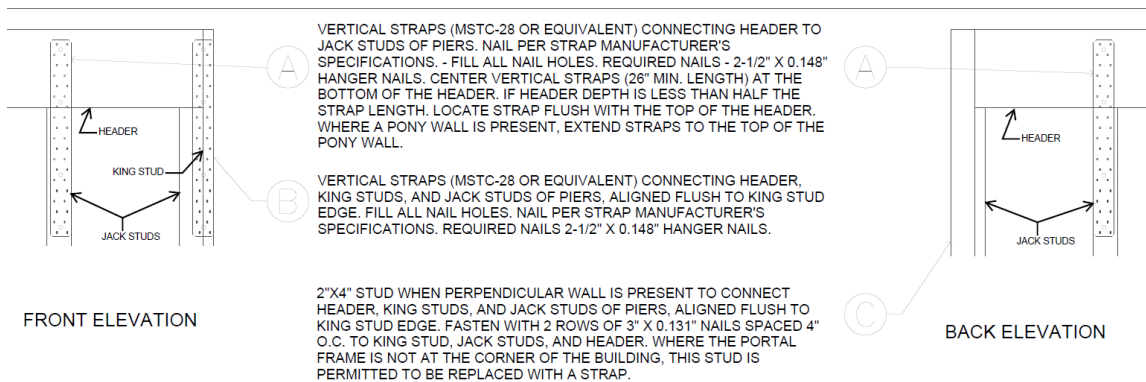 VERTICAL STRAPS (MSTC-28 OR EQUIVALENT) CONNECTING HEADER TO
JACK STUDS OF PIERS. NAIL PER STRAP MANUFACTURER'S
SPECIFICATIONS. - FILL ALL NAIL HOLES. REQUIRED NAILS - 2-1/2" X 0.148"
HANGER NAILS. CENTER VERTICAL STRAPS (26" MIN. LENGTH) AT THE
BOTTOM OF THE HEADER. IF HEADER DEPTH IS LESS THAN HALF THE
STRAP LENGTH. LOCATE STRAP FLUSH WITH THE TOP OF THE HEADER.
WHERE A PONY WALL IS PRESENT, EXTEND STRAPS TO THE TOP OF THE
PONY WALL.
A
A
HEADER
KING STUD
JACK STUDS
HEADER
JACK STUDS
B
VERTICAL STRAPS (MSTC-28 OR EQUIVALENT) CONNECTING HEADER,
KING STUDS, AND JACK STUDS OF PIERS, ALIGNED FLUSH TO KING STUD
EDGE. FILL ALL NAIL HOLES. NAIL PER STRAP MANUFACTURER'S
SPECIFICATIONS. REQUIRED NAILS 2-1/2" X 0.148" HANGER NAILS.
2"X4" STUD WHEN PERPENDICULAR WALL IS PRESENT TO CONNECT
HEADER, KING STUDS, AND JACK STUDS OF PIERS, ALIGNED FLUSH TO
KING STUD EDGE. FASTEN WITH 2 ROWS OF 3" X 0.131" NAILS SPACED 4"
O.C. TO KING STUD, JACK STUDS, AND HEADER. WHERE THE PORTAL
FRAME IS NOT AT THE CORNER OF THE BUILDING, THIS STUD IS
PERMITTED TO BE REPLACED WITH A STRAP.
C
FRONT ELEVATION
BACK ELEVATION